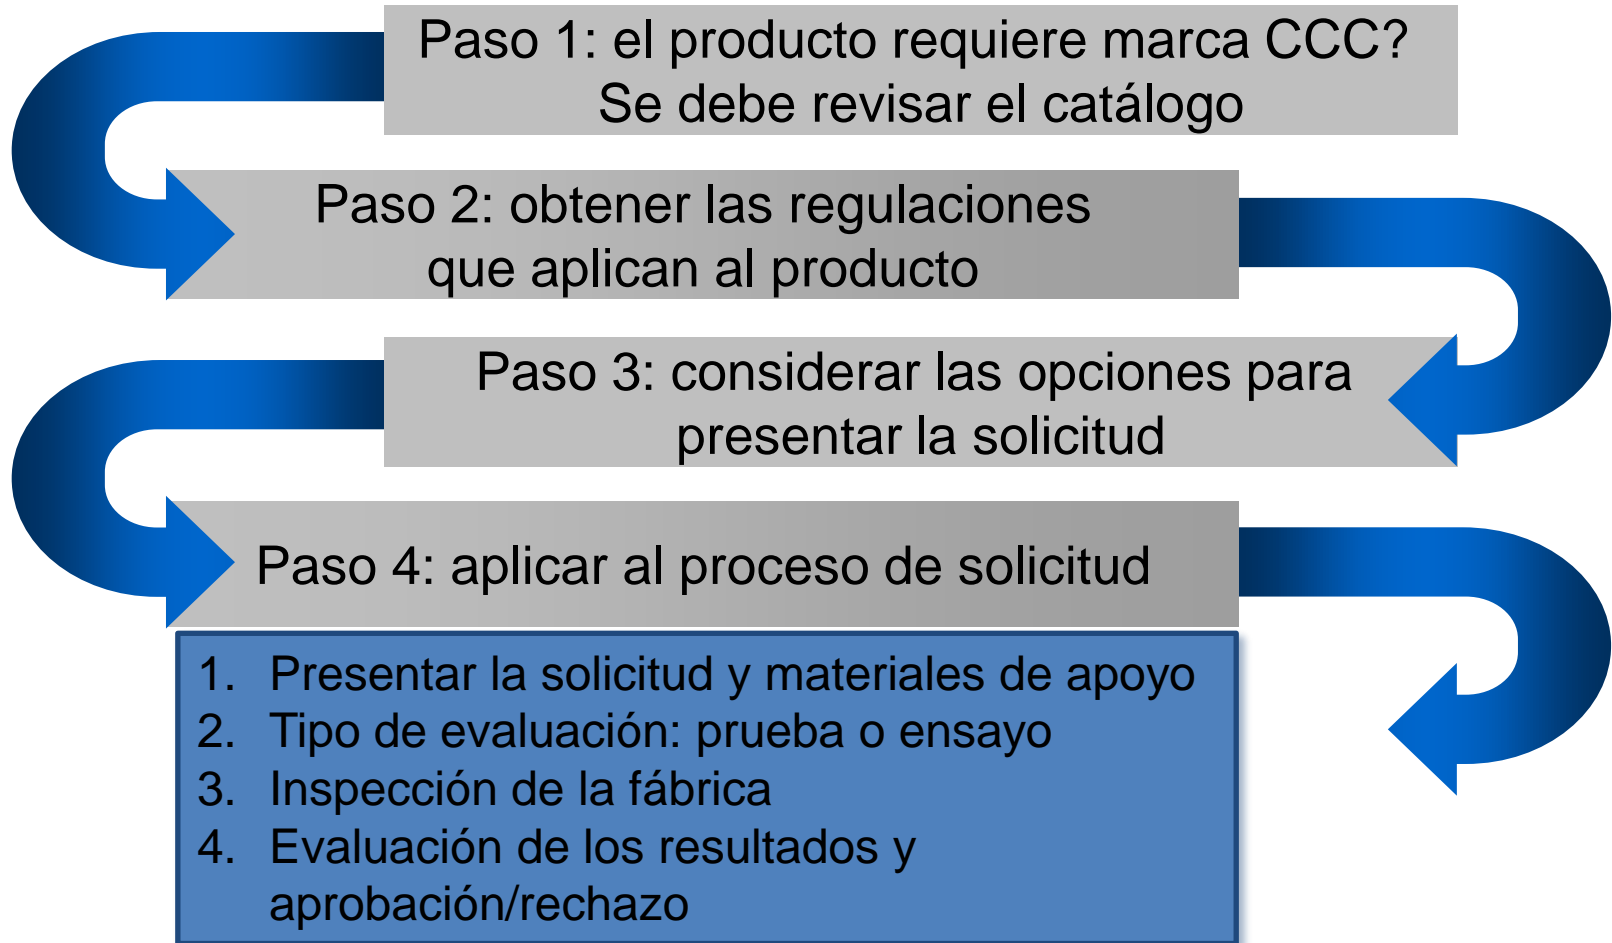 Paso 1: el producto requiere marca CCC?
Se debe revisar el catálogo
Paso 2: obtener las regulaciones
que aplican al producto
Paso 3: considerar las opciones para
presentar la solicitud
Paso 4: aplicar al proceso de solicitud
1. Presentar la solicitud y materiales de apoyo
2. Tipo de evaluación: prueba o ensayo
3. Inspección de la fábrica
4. Evaluación de los resultados y
aprobación/rechazo